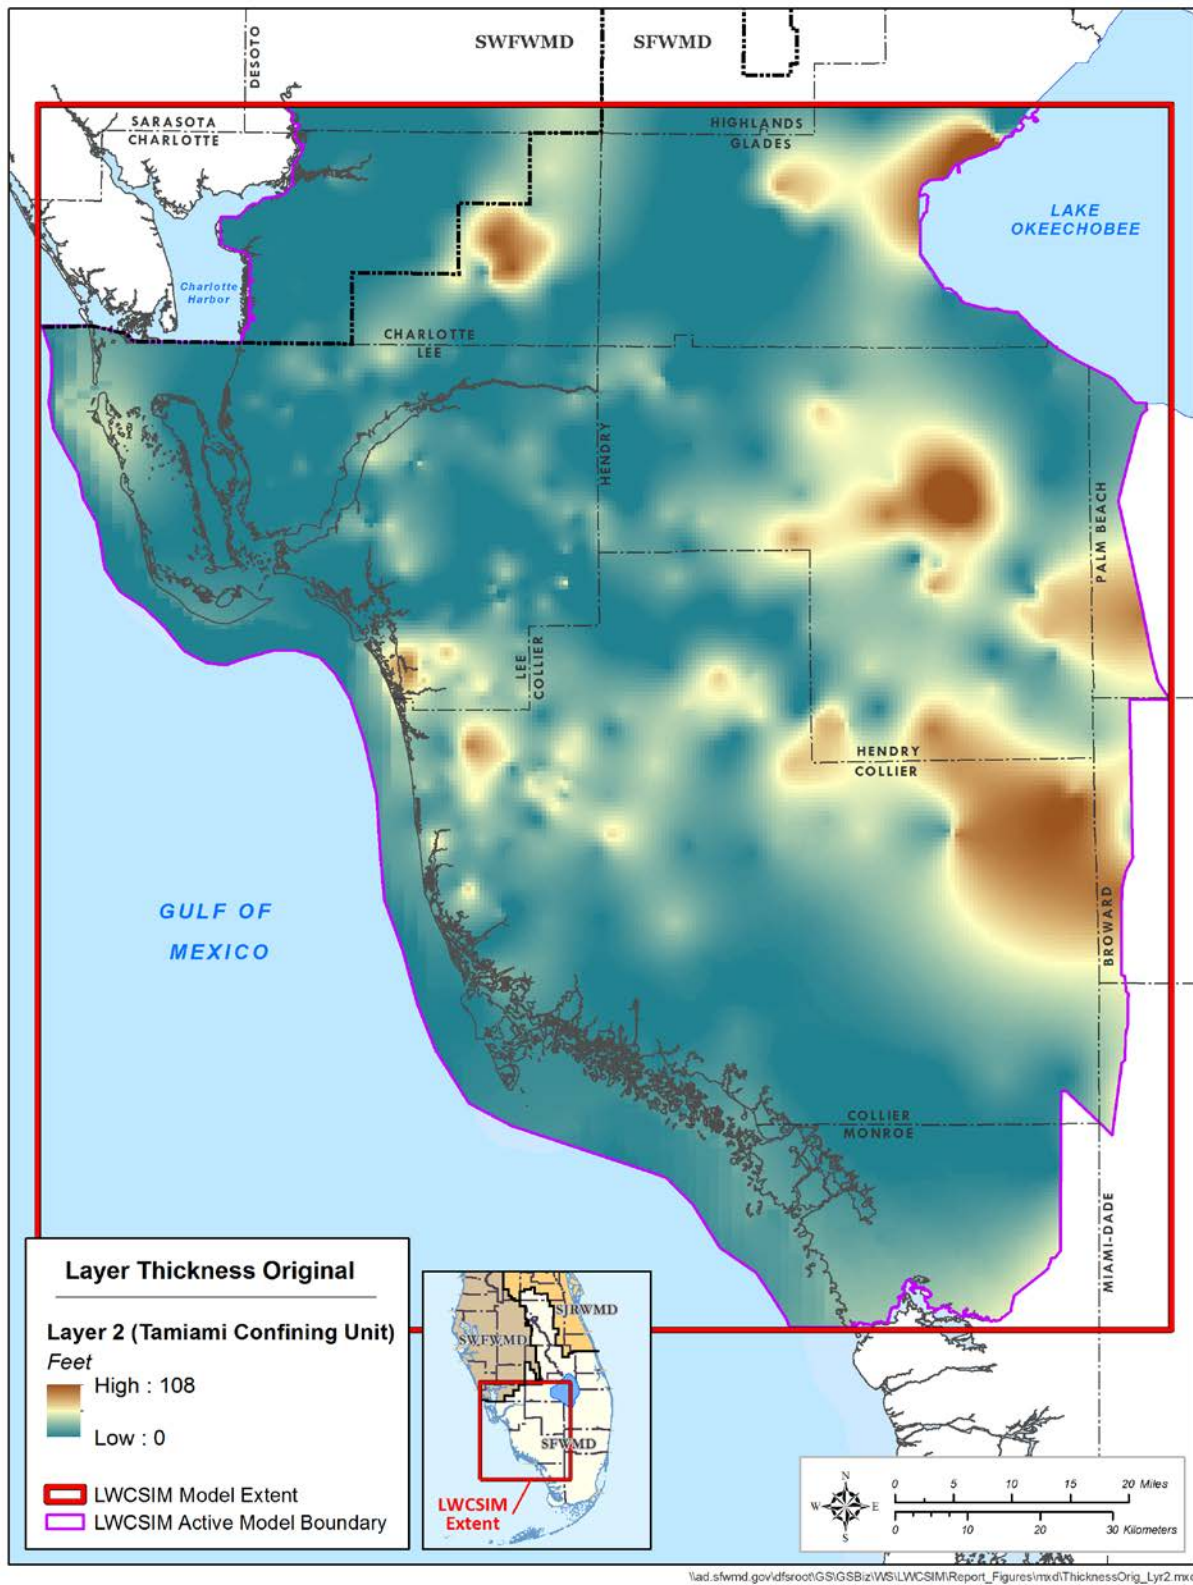 SWFWMD
SFWMD
DESOTO
SARASOTA
CHARLOTTE
HIGHLANDS
GLADES
LAKE
OKEECHOBEE
Charlotte
Harbor
CHARLOTTE
LEE
HENDRY
PALM BEACH
LEE
COLLIER
HENDRY
COLLIER
GULF OF
MEXICO
BROWARD
COLLIER
MONROE
MIAMI-DADE
Layer Thickness Original
Layer 2 (Tamiami Confining Unit)
Feet
High : 108
Low : 0
LWCSIM Model Extent
LWCSIM Active Model Boundary
SJRWMD
SWFWMD
SFWMD
LWCSIM
Extent
N
W E
S
0 5 10 15 20 Miles
0 10 20 30 Kilometers
\\ad.sfwmd.gov\dfsroot\GS\GSBiz\WS\LWCSIM\Report_Figures\mxd\ThicknessOrig_Lyr2.mxd